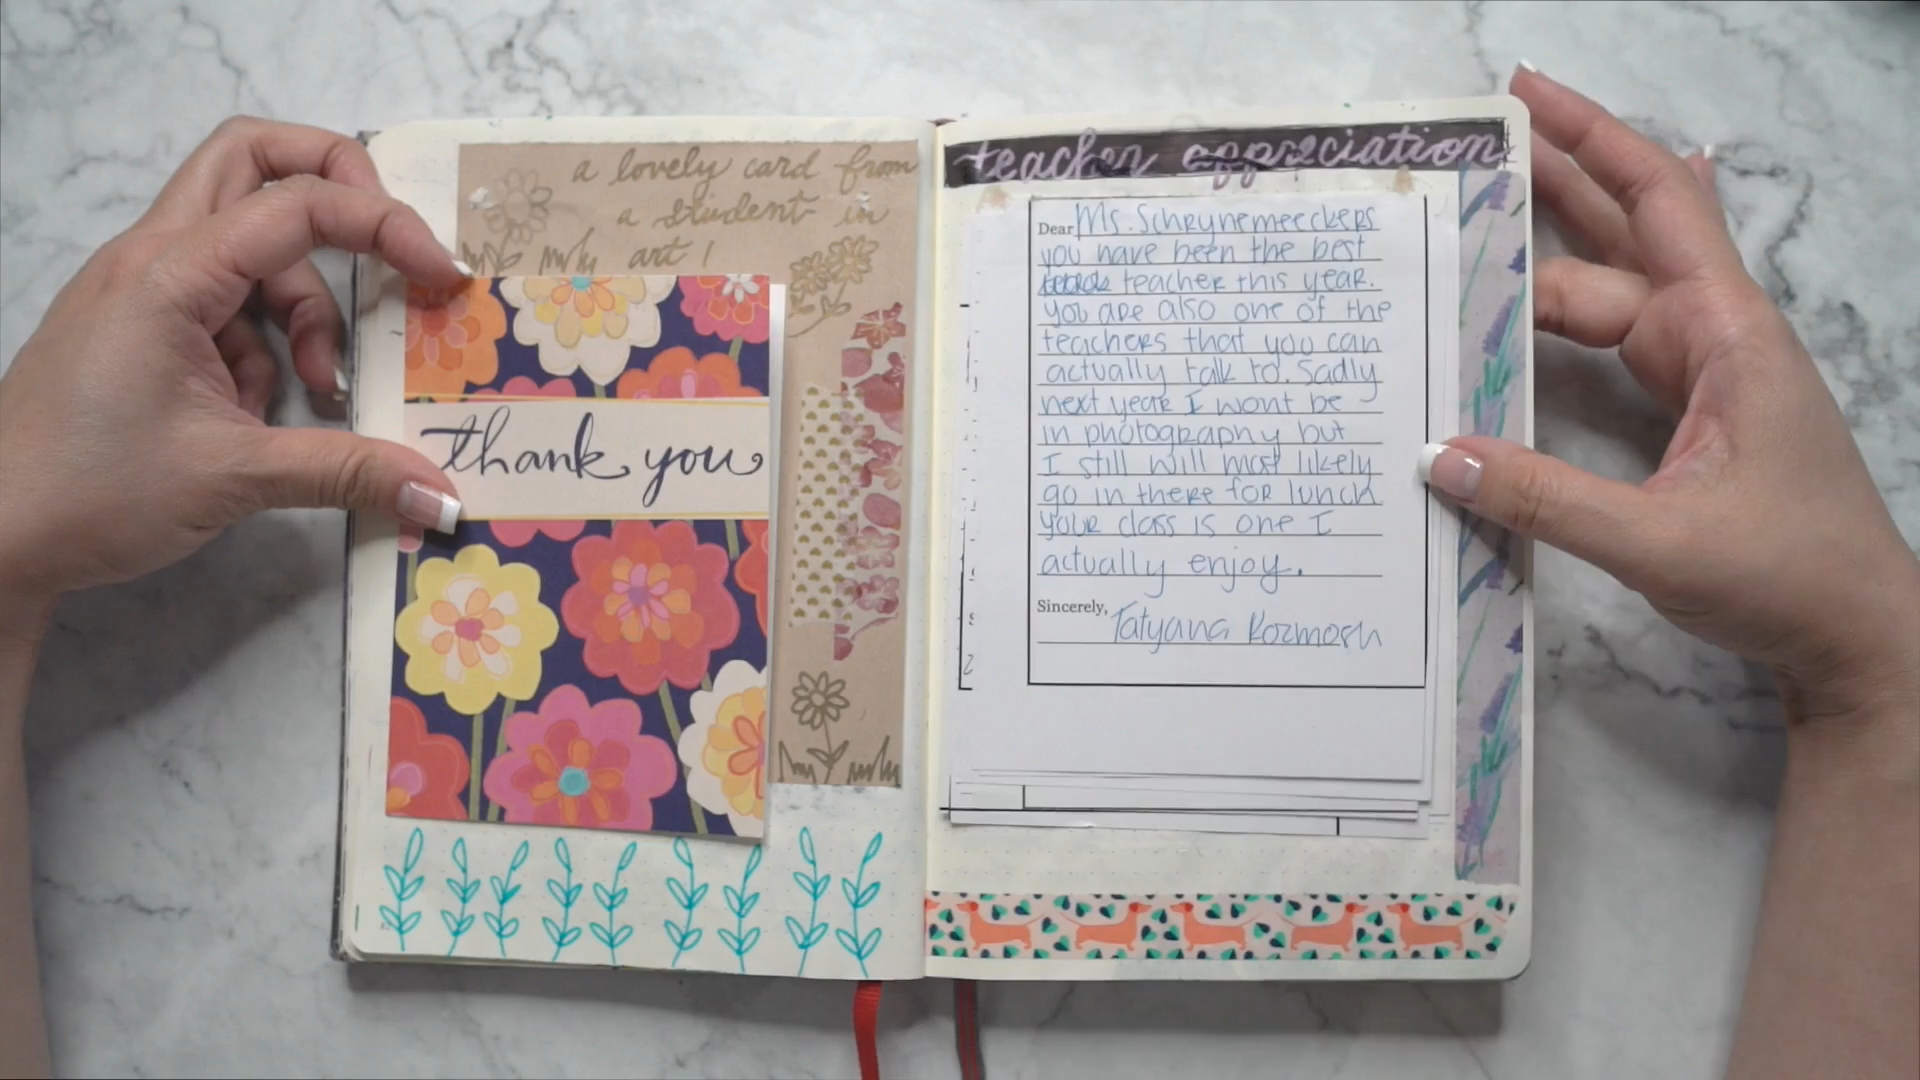 a lovely card from
a student in
art!
thank you
teacher appreciation
Dear Ms. Schrynemeeckers
you have been the best
teacher this year.
You are also one of the
teachers that you can
actually talk to. Sadly
next year I wont be
in photography but
I still will most likely
go in there for lunch
your class is one I
actually enjoy.
Sincerely,
Tatyana